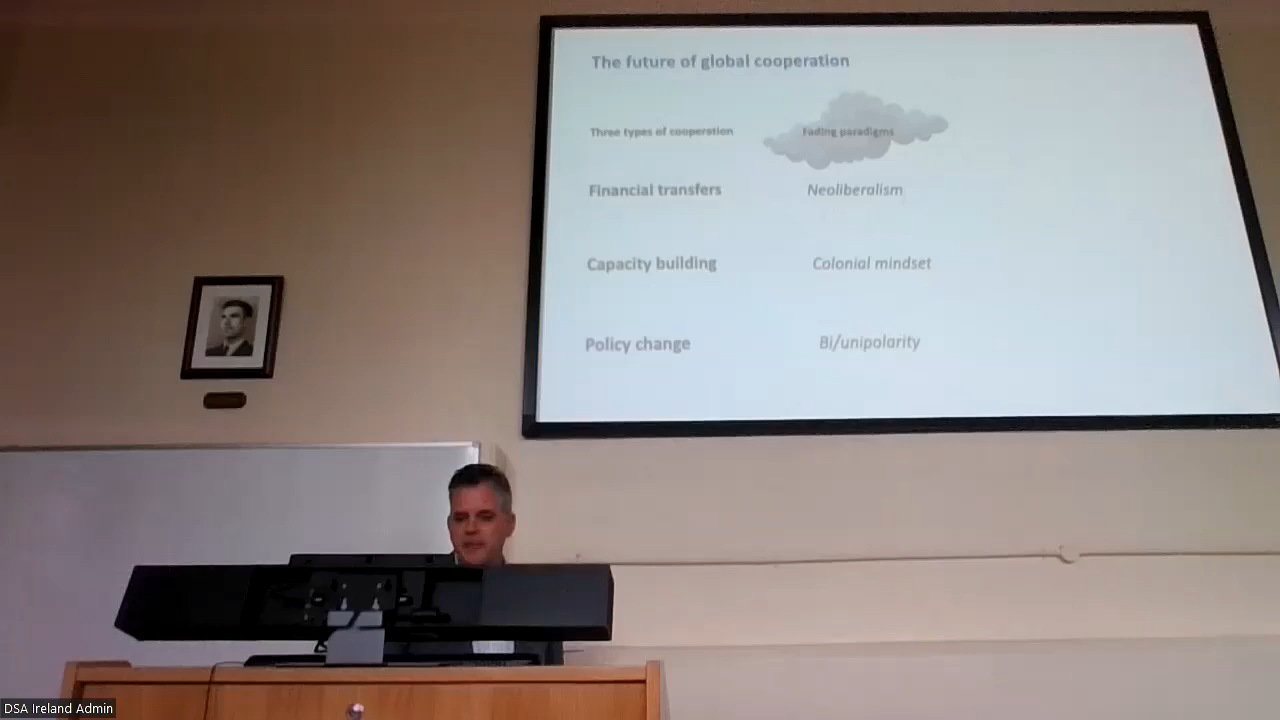 The future of global cooperation
Three types of cooperation
Fading paradigms
Financial transfers
Neoliberalism
Capacity building
Colonial mindset
Policy change
Bi/unipolarity
DSA Ireland Admin